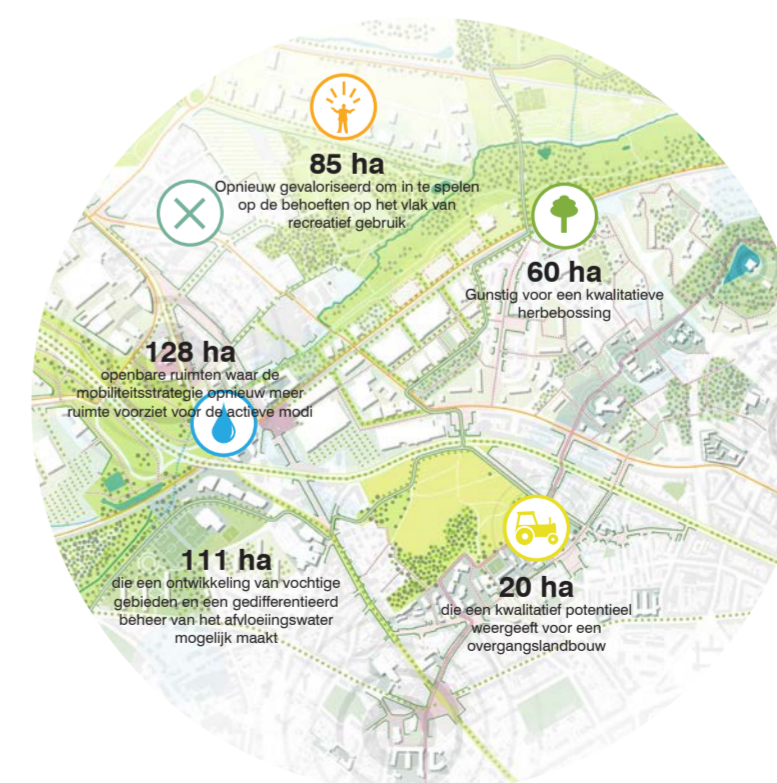 85 ha
Opnieuw gevaloriseerd om in te spelen
op de behoeften op het vlak van
recreatief gebruik
60 ha
Gunstig voor een kwalitatieve
herbebossing
128 ha
openbare ruimten waar de
mobiliteitsstrategie opnieuw meer
ruimte voorziet voor de actieve modi
111 ha
die een ontwikkeling van vochtige
gebieden en een gedifferentieerd
beheer van het afvloeiingswater
mogelijk maakt
20 ha
die een kwalitatief potentieel
weergeeft voor een
overgangslandbouw